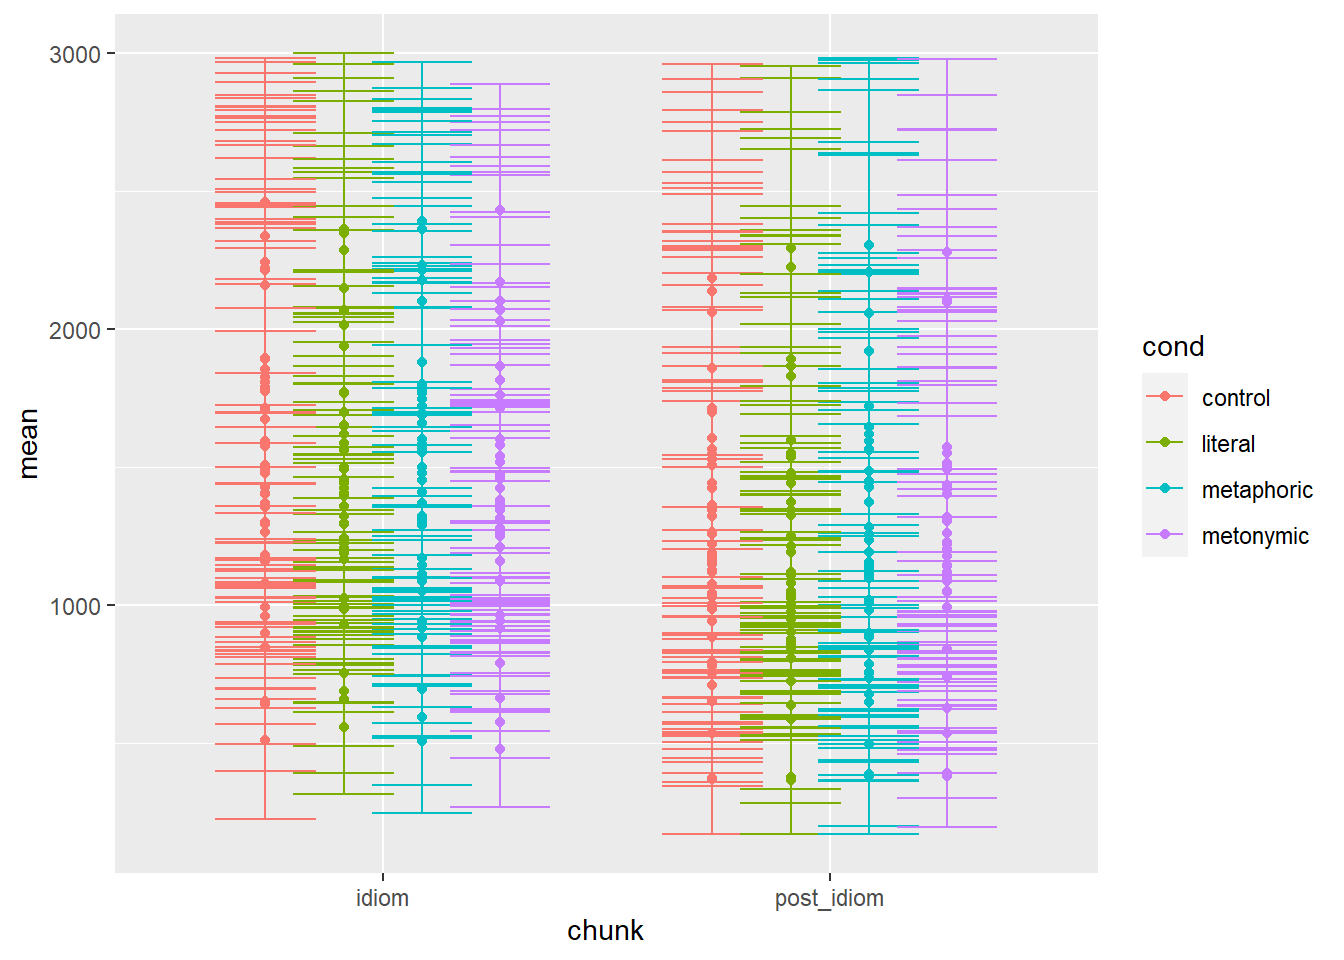 3000
2000
1000
mean
idiom
post_idiom
chunk
cond
control
literal
metaphoric
metonymic